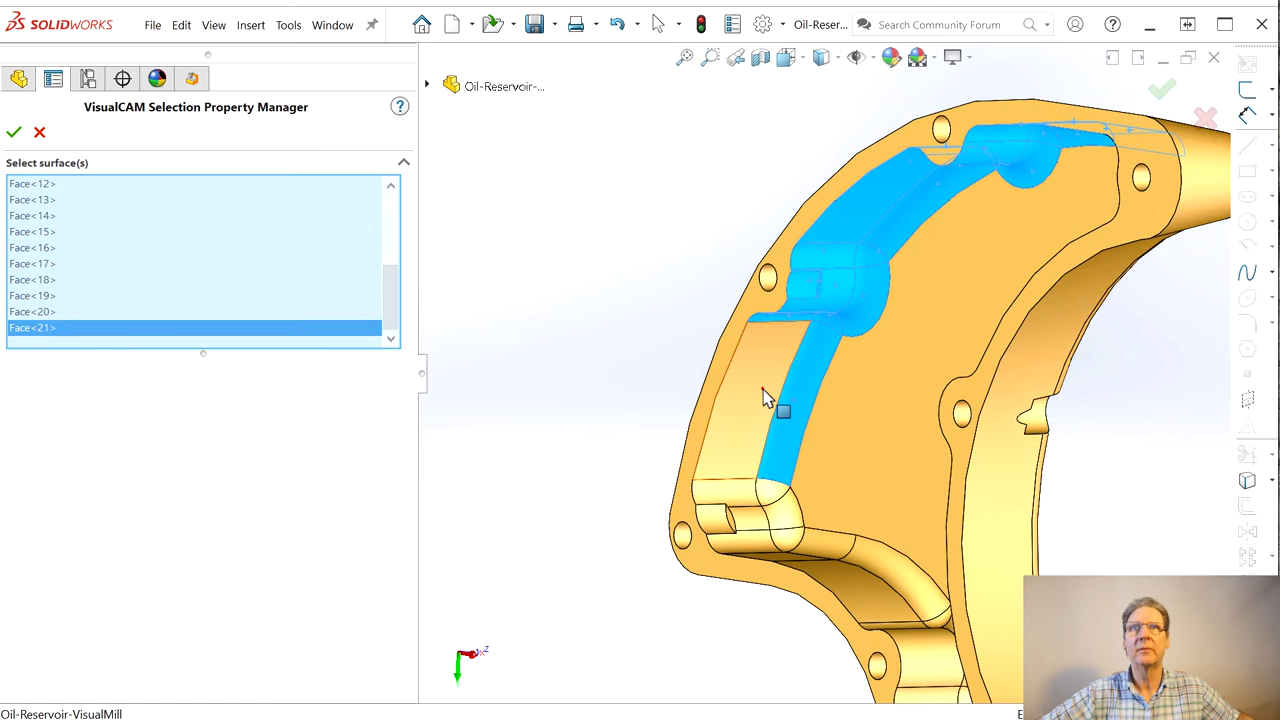 SOLIDWORKS File Edit View Insert Tools Window Oil-Reser... Search Community Forum
VisualCAM Selection Property Manager
Oil-Reservoir-...
Select surface(s)
Face<12>
Face<13>
Face<14>
Face<15>
Face<16>
Face<17>
Face<18>
Face<19>
Face<20>
Face<21>
Z
Oil-Reservoir-VisualMill
E